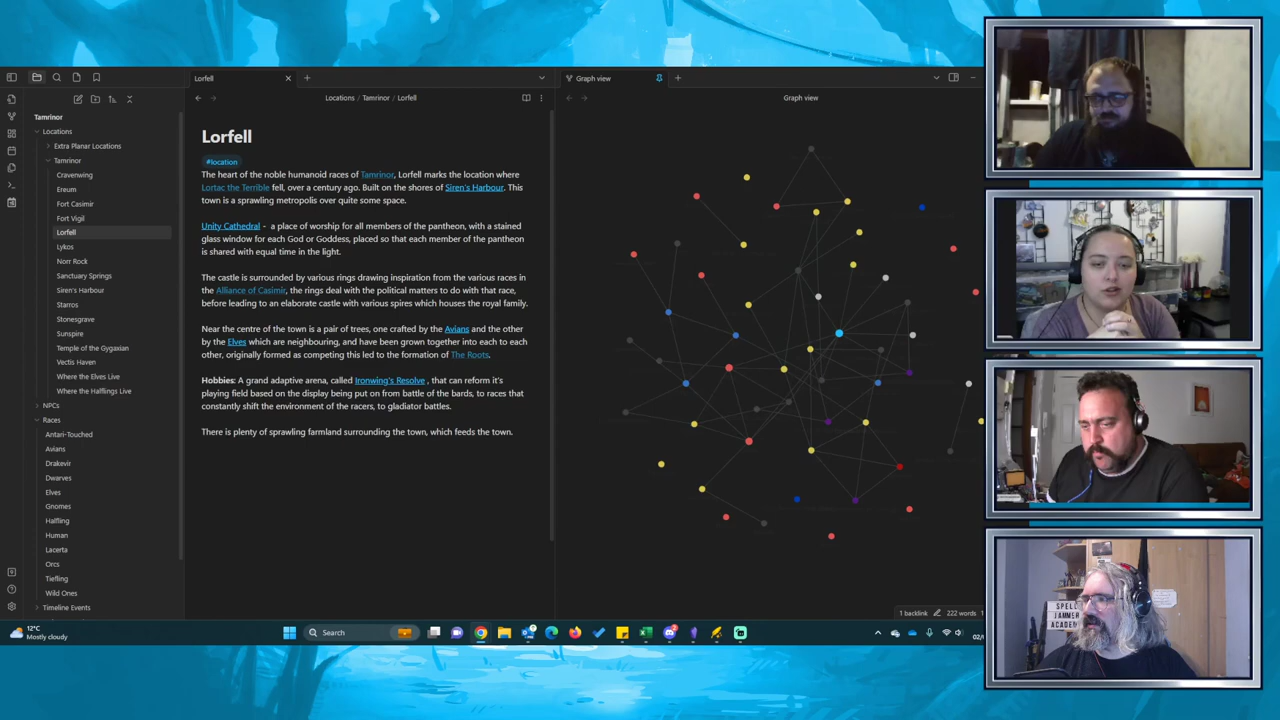 Lorfell
Graph view
Locations / Tamrinor / Lorfell
Graph view
Tamrinor
Locations
Extra Planar Locations
Tamrinor
Cravenwing
Ereum
Fort Casimir
Fort Vigil
Lorfell
Lykos
Norr Rock
Sanctuary Springs
Siren's Harbour
Starros
Stonesgrave
Sunspire
Temple of the Gygaxian
Vectis Haven
Where the Elves Live
Where the Halflings Live
NPCs
Races
Antari-Touched
Avians
Drakevir
Dwarves
Elves
Gnomes
Halfling
Human
Lacerta
Orcs
Tiefling
Wild Ones
Timeline Events
Lorfell
#location
The heart of the noble humanoid races of Tamrinor, Lorfell marks the location where
Lortac the Terrible fell, over a century ago. Built on the shores of Siren's Harbour. This
town is a sprawling metropolis over quite some space.
Unity Cathedral - a place of worship for all members of the pantheon, with a stained
glass window for each God or Goddess, placed so that each member of the pantheon
is shared with equal time in the light.
The castle is surrounded by various rings drawing inspiration from the various races in
the Alliance of Casimir, the rings deal with the political matters to do with that race,
before leading to an elaborate castle with various spires which houses the royal family.
Near the centre of the town is a pair of trees, one crafted by the Avians and the other
by the Elves which are neighbouring, and have been grown together into each to each
other, originally formed as competing this led to the formation of The Roots.
Hobbies: A grand adaptive arena, called Ironwing's Resolve , that can reform it's
playing field based on the display being put on from battle of the bards, to races that
constantly shift the environment of the racers, to gladiator battles.
There is plenty of sprawling farmland surrounding the town, which feeds the town.
1 backlink
222 words
12°C
Mostly cloudy
Search
02/
SPELL
JAMMER
ACADEM